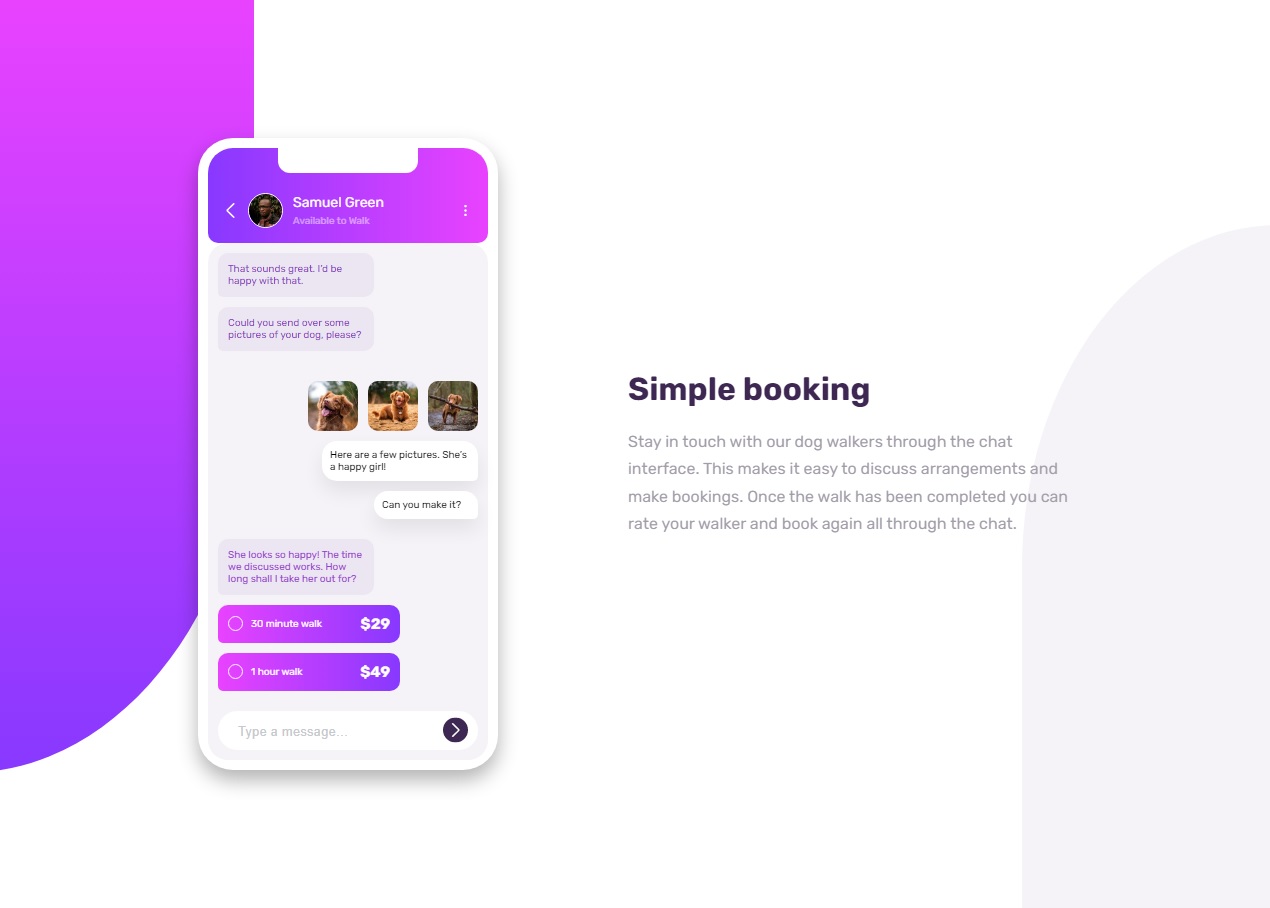 Samuel Green
Available to Walk
That sounds great. I'd be
happy with that.
Could you send over some
pictures of your dog, please?
Here are a few pictures. She's
a happy girl!
Can you make it?
She looks so happy! The time
we discussed works. How
long shall I take her out for?
30 minute walk $29
1 hour walk $49
Type a message…
Simple booking
Stay in touch with our dog walkers through the chat
interface. This makes it easy to discuss arrangements and
make bookings. Once the walk has been completed you can
rate your walker and book again all through the chat.